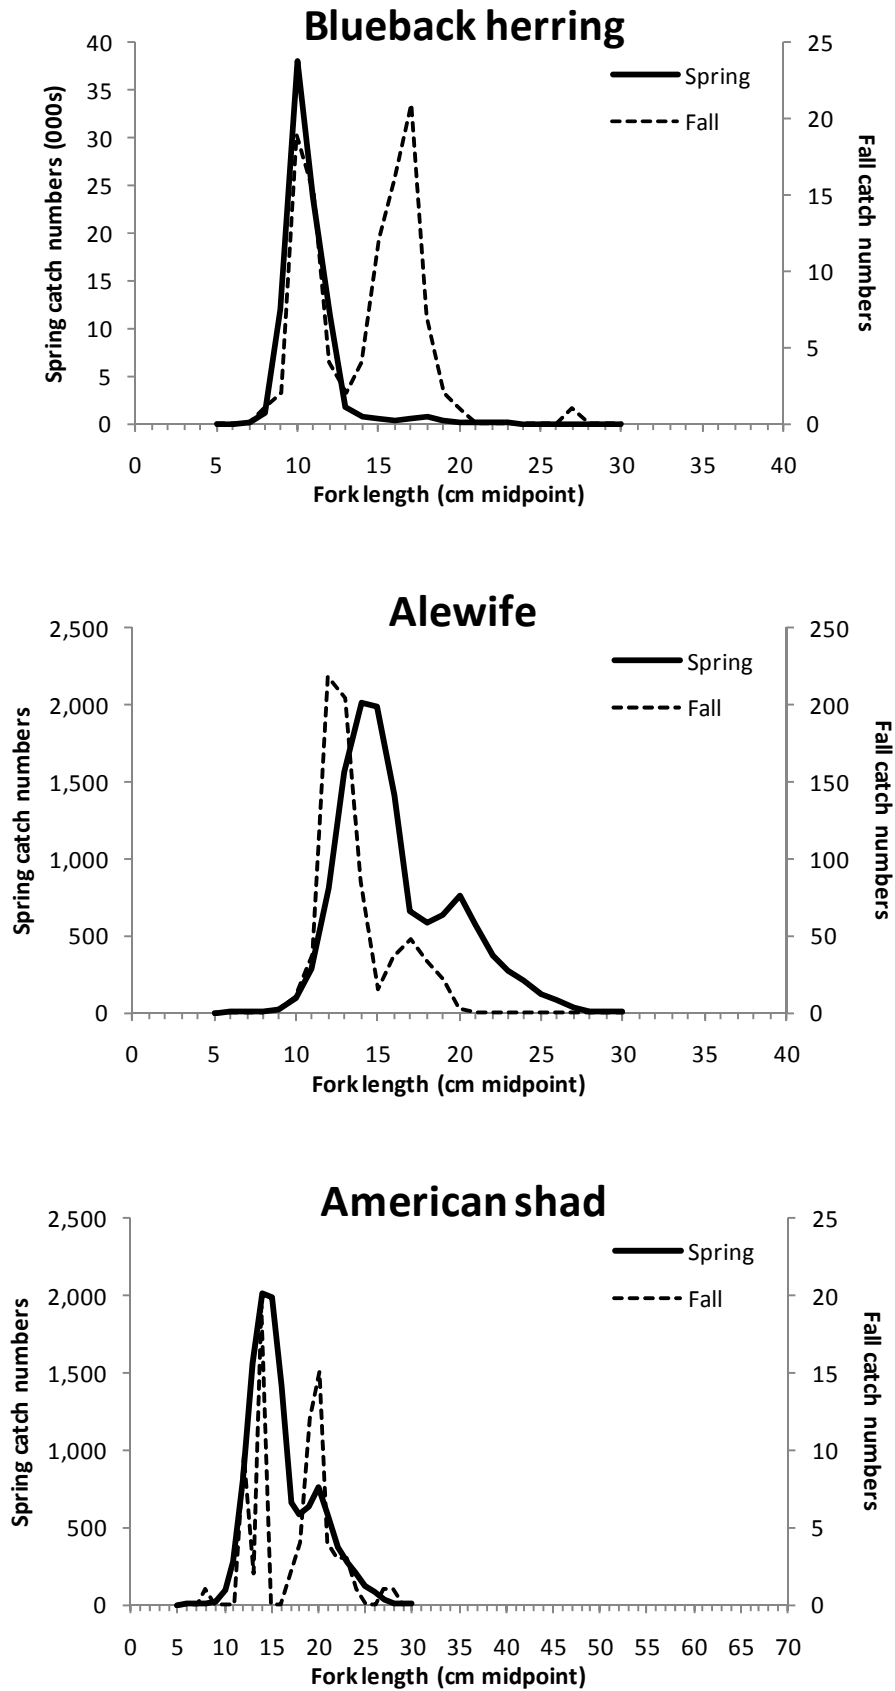 Blueback herring
Spring catch numbers (000s)
40
35
30
25
20
15
10
5
0
Spring
Fall
25
20
15
10
5
0
Fall catch numbers
0 5 10 15 20 25 30 35 40
Fork length (cm midpoint)
Alewife
Spring catch numbers
2,500
2,000
1,500
1,000
500
0
Spring
Fall
250
200
150
100
50
0
Fall catch numbers
0 5 10 15 20 25 30 35 40
Fork length (cm midpoint)
American shad
Spring catch numbers
2,500
2,000
1,500
1,000
500
0
Spring
Fall
25
20
15
10
5
0
Fall catch numbers
0 5 10 15 20 25 30 35 40 45 50 55 60 65 70
Fork length (cm midpoint)